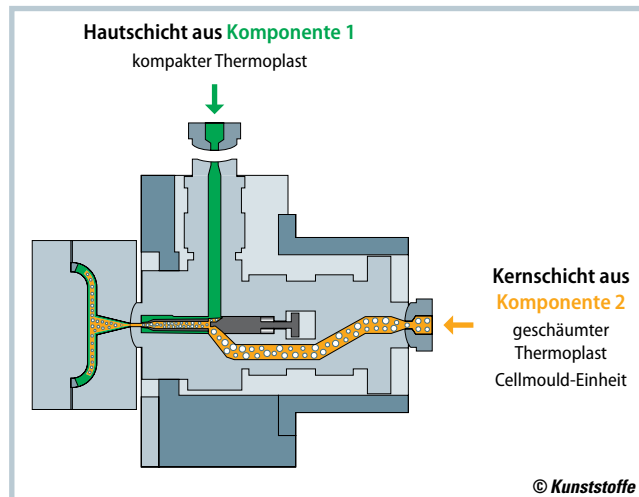 Hautschicht aus Komponente 1
kompakter Thermoplast
Kernschicht aus
Komponente 2
geschäumter
Thermoplast
Cellmould-Einheit
© Kunststoffe